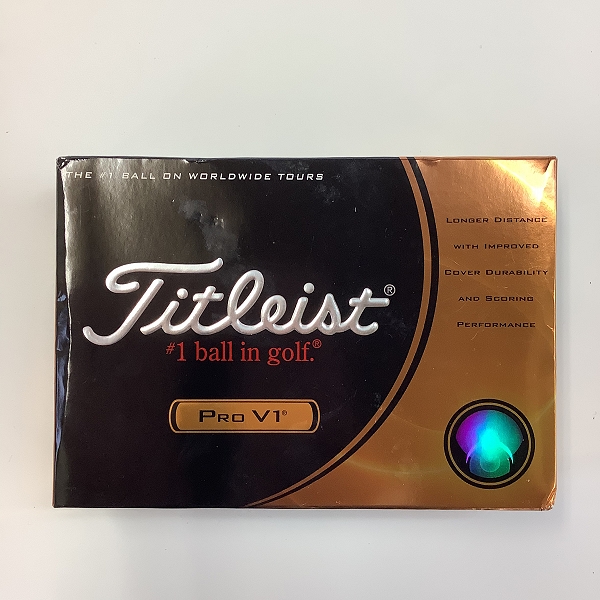 THE #1 BALL ON WORLDWIDE TOURS
LONGER DISTANCE
WITH IMPROVED
COVER DURABILITY
AND SCORING
PERFORMANCE
Titleist®
#1 ball in golf.®
PRO V1®